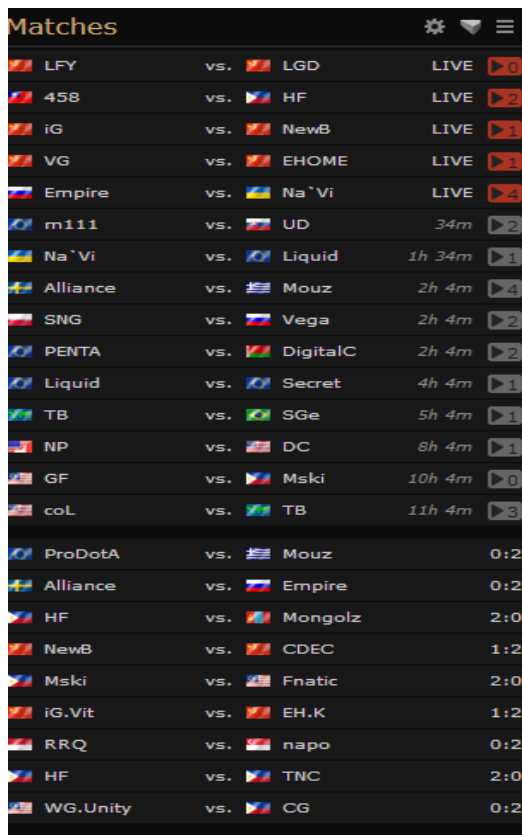 Matches
LFY vs. LGD LIVE 0
458 vs. HF LIVE 2
iG vs. NewB LIVE 1
VG vs. EHOME LIVE 1
Empire vs. Na`Vi LIVE 4
m111 vs. UD 34m 2
Na`Vi vs. Liquid 1h 34m 1
Alliance vs. Mouz 2h 4m 4
SNG vs. Vega 2h 4m 2
PENTA vs. DigitalC 2h 4m 2
Liquid vs. Secret 4h 4m 1
TB vs. SGe 5h 4m 1
NP vs. DC 8h 4m 1
GF vs. Mski 10h 4m 0
coL vs. TB 11h 4m 3
ProDotA vs. Mouz 0:2
Alliance vs. Empire 0:2
HF vs. Mongolz 2:0
NewB vs. CDEC 1:2
Mski vs. Fnatic 2:0
iG.Vit vs. EH.K 1:2
RRQ vs. napo 0:2
HF vs. TNC 2:0
WG.Unity vs. CG 0:2